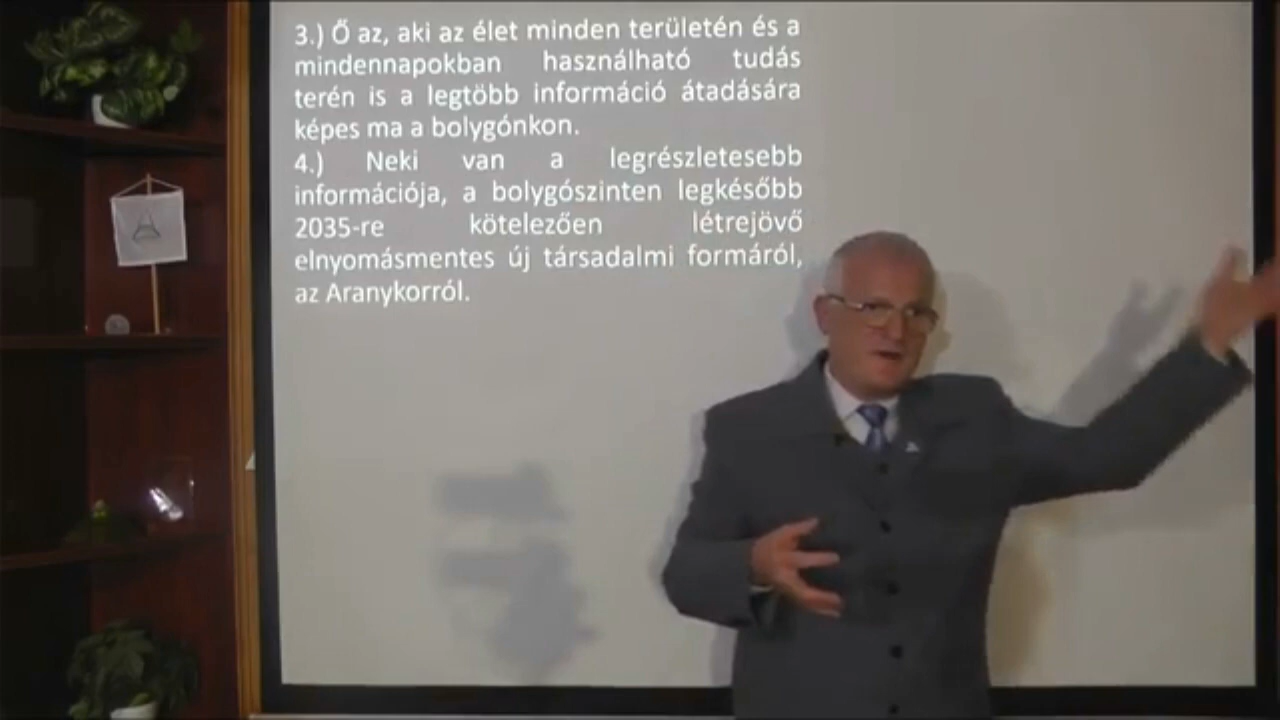 3.) Ő az, aki az élet minden területén és a
mindennapokban használható tudás
terén is a legtöbb információ átadására
képes ma a bolygónkon.
4.) Neki van a legrészletesebb
információja, a bolygószinten legkésőbb
2035-re kötelezően létrejövő
elnyomásmentes új társadalmi formáról,
az Aranykorról.